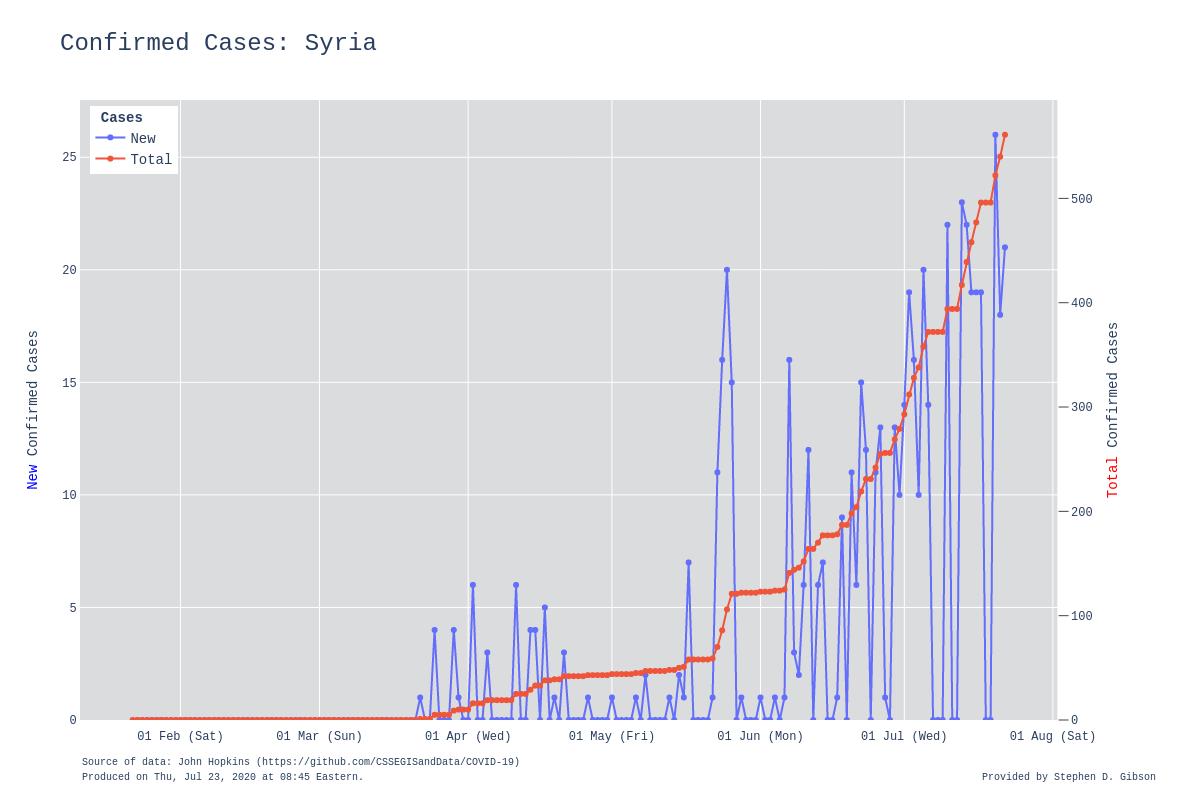 Confirmed Cases: Syria
Cases
New
Total
25
20
15
10
5
0
500
400
300
200
100
0
New Confirmed Cases
Total Confirmed Cases
01 Feb (Sat)
01 Mar (Sun)
01 Apr (Wed)
01 May (Fri)
01 Jun (Mon)
01 Jul (Wed)
01 Aug (Sat)
Source of data: John Hopkins (https://github.com/CSSEGISandData/COVID-19)
Produced on Thu, Jul 23, 2020 at 08:45 Eastern.
Provided by Stephen D. Gibson